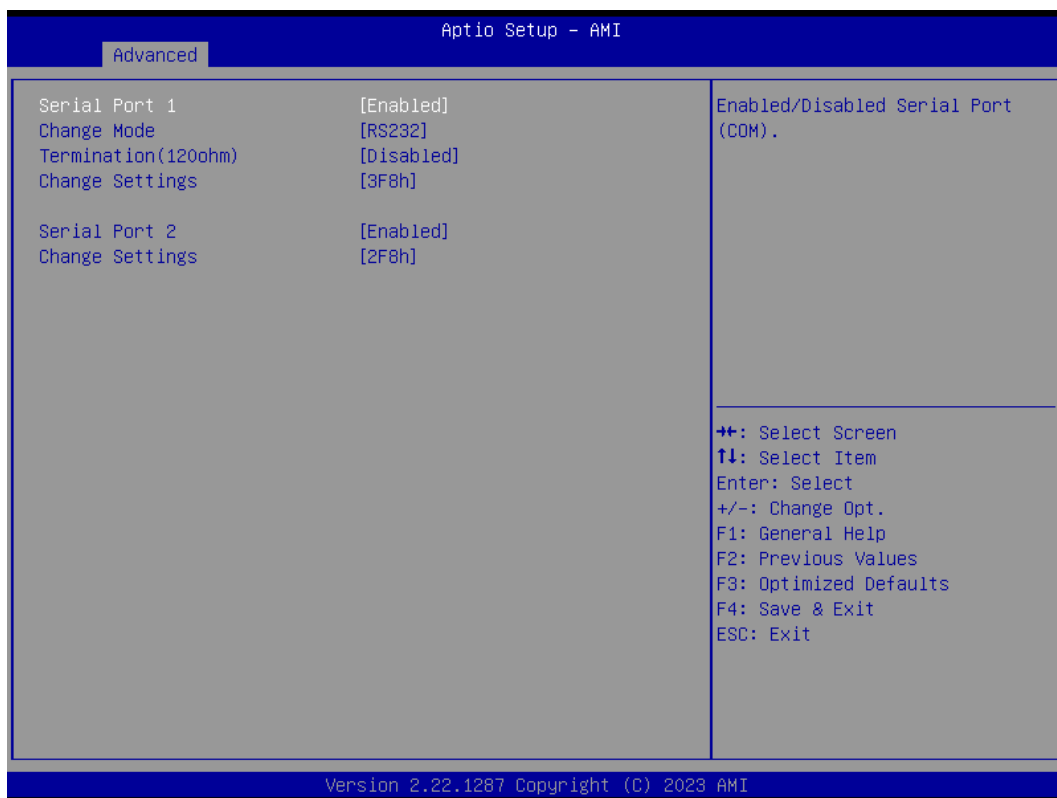 Aptio Setup – AMI
Advanced
Serial Port 1 [Enabled]
Change Mode [RS232]
Termination(120ohm) [Disabled]
Change Settings [3F8h]
Serial Port 2 [Enabled]
Change Settings [2F8h]
Enabled/Disabled Serial Port
(COM).
→←: Select Screen
↑↓: Select Item
Enter: Select
+/-: Change Opt.
F1: General Help
F2: Previous Values
F3: Optimized Defaults
F4: Save & Exit
ESC: Exit
Version 2.22.1287 Copyright (C) 2023 AMI